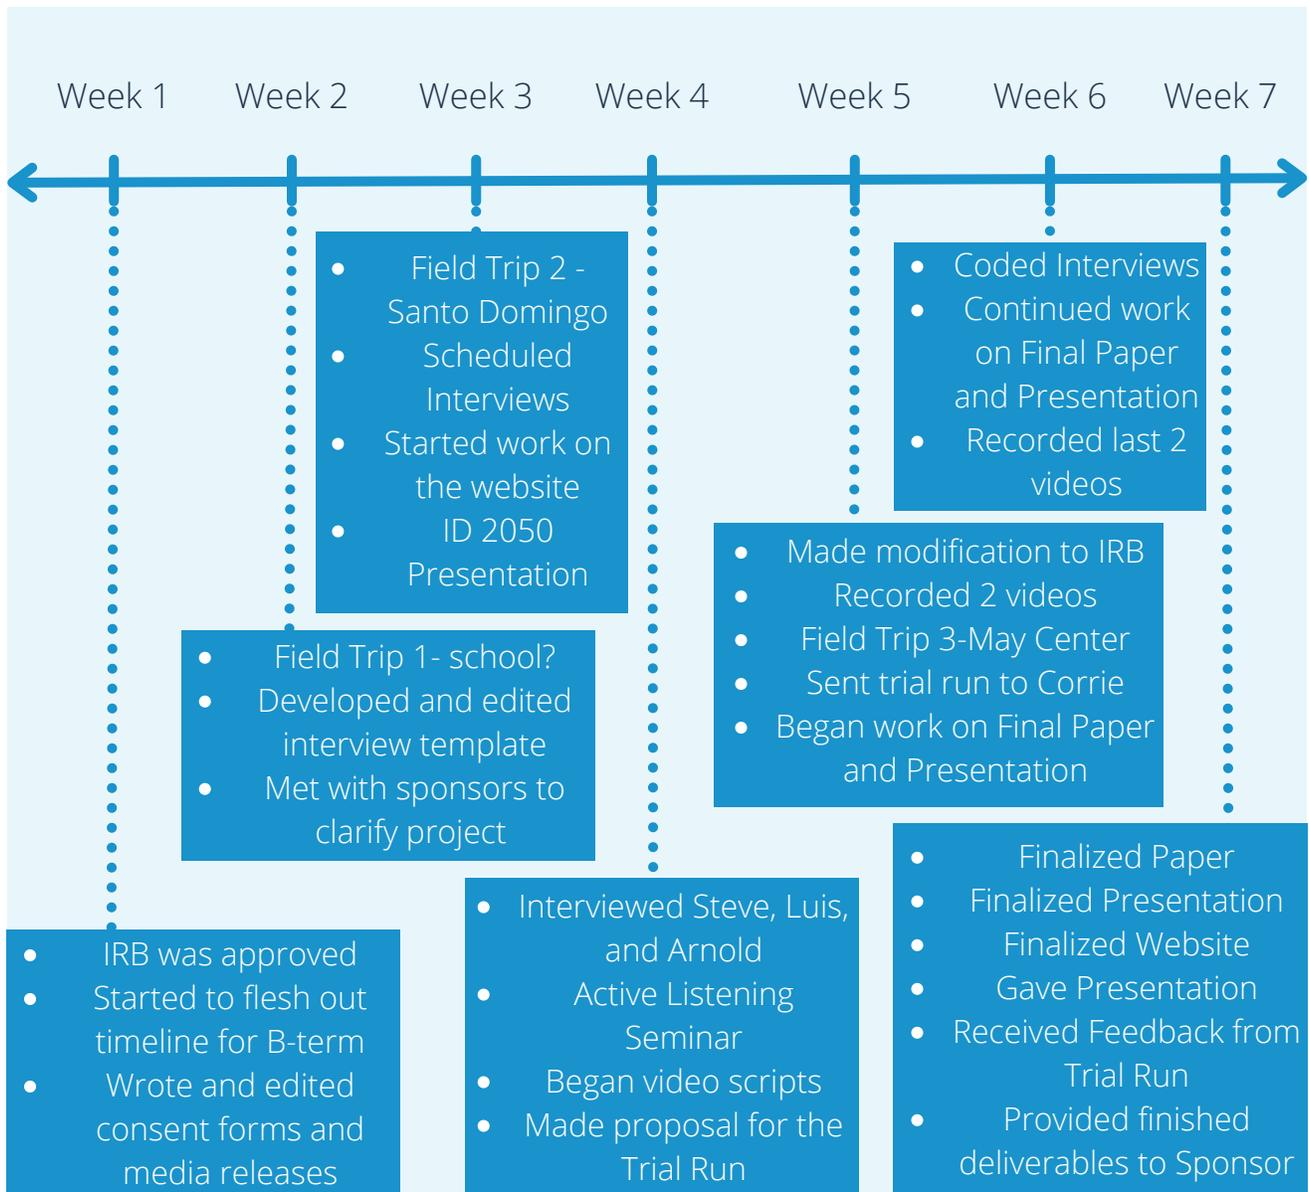 Week 1
Week 2
Week 3
Week 4
Week 5
Week 6
Week 7
Field Trip 2 -
Santo Domingo
Scheduled
Interviews
Started work on
the website
ID 2050
Presentation
Coded Interviews
Continued work
on Final Paper
and Presentation
Recorded last 2
videos
Made modification to IRB
Recorded 2 videos
Field Trip 3-May Center
Sent trial run to Corrie
Began work on Final Paper
and Presentation
Field Trip 1- school?
Developed and edited
interview template
Met with sponsors to
clarify project
Finalized Paper
Finalized Presentation
Finalized Website
Gave Presentation
Received Feedback from
Trial Run
Provided finished
deliverables to Sponsor
Interviewed Steve, Luis,
and Arnold
Active Listening
Seminar
Began video scripts
Made proposal for the
Trial Run
IRB was approved
Started to flesh out
timeline for B-term
Wrote and edited
consent forms and
media releases